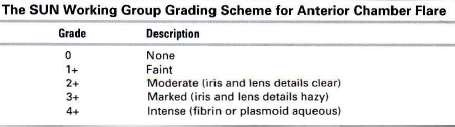 The SUN Working Group Grading Scheme for Anterior Chamber Flare
Grade Description
0 None
1+ Faint
2+ Moderate (iris and lens details clear)
3+ Marked (iris and lens details hazy)
4+ Intense (fibrin or plasmoid aqueous)